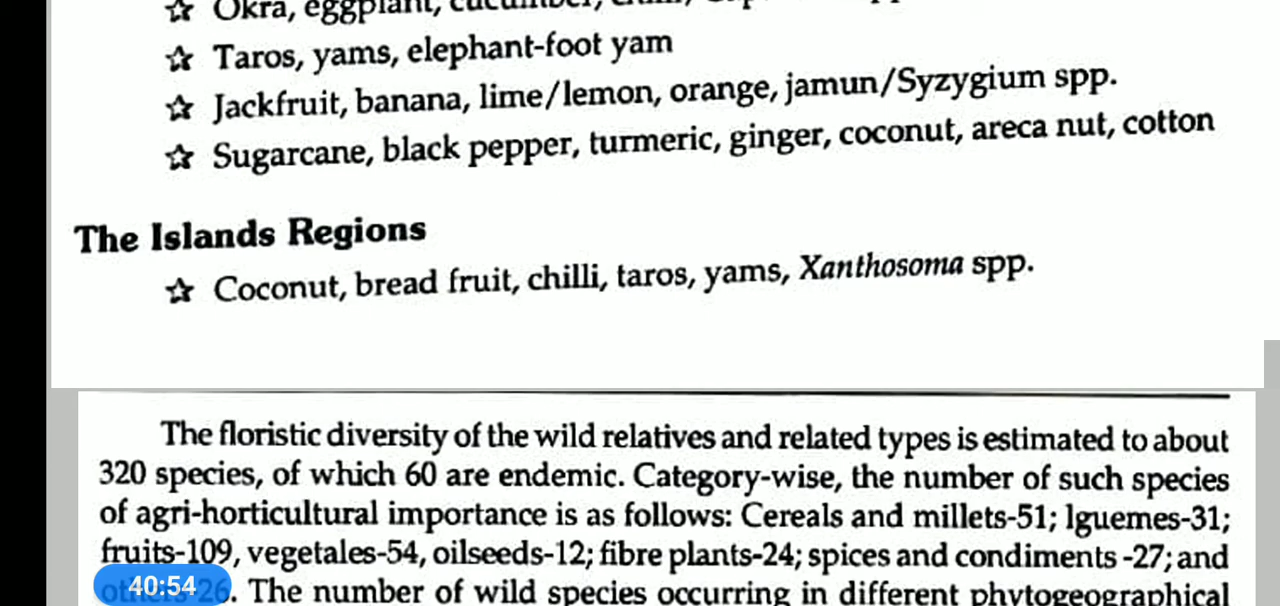 ☆ Okra, eggplant, cucumber,
☆ Taros, yams, elephant-foot yam
☆ Jackfruit, banana, lime/lemon, orange, jamun/Syzygium spp.
☆ Sugarcane, black pepper, turmeric, ginger, coconut, areca nut, cotton
The Islands Regions
☆ Coconut, bread fruit, chilli, taros, yams, Xanthosoma spp.
The floristic diversity of the wild relatives and related types is estimated to about
320 species, of which 60 are endemic. Category-wise, the number of such species
of agri-horticultural importance is as follows: Cereals and millets-51; lguemes-31;
fruits-109, vegetales-54, oilseeds-12; fibre plants-24; spices and condiments -27; and
others-26. The number of wild species occurring in different phytogeographical
40:54